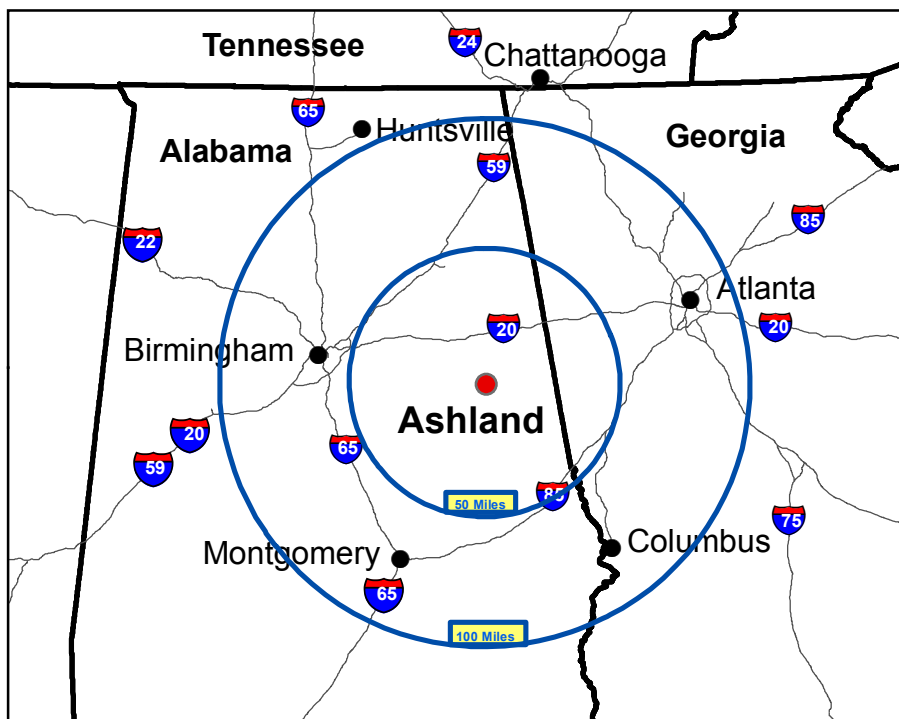 Tennessee
24
Chattanooga
65
Huntsville
Alabama
Georgia
59
22
85
Atlanta
20
20
Birmingham
Ashland
20
65
59
50 Miles
85
75
Montgomery
Columbus
65
100 Miles